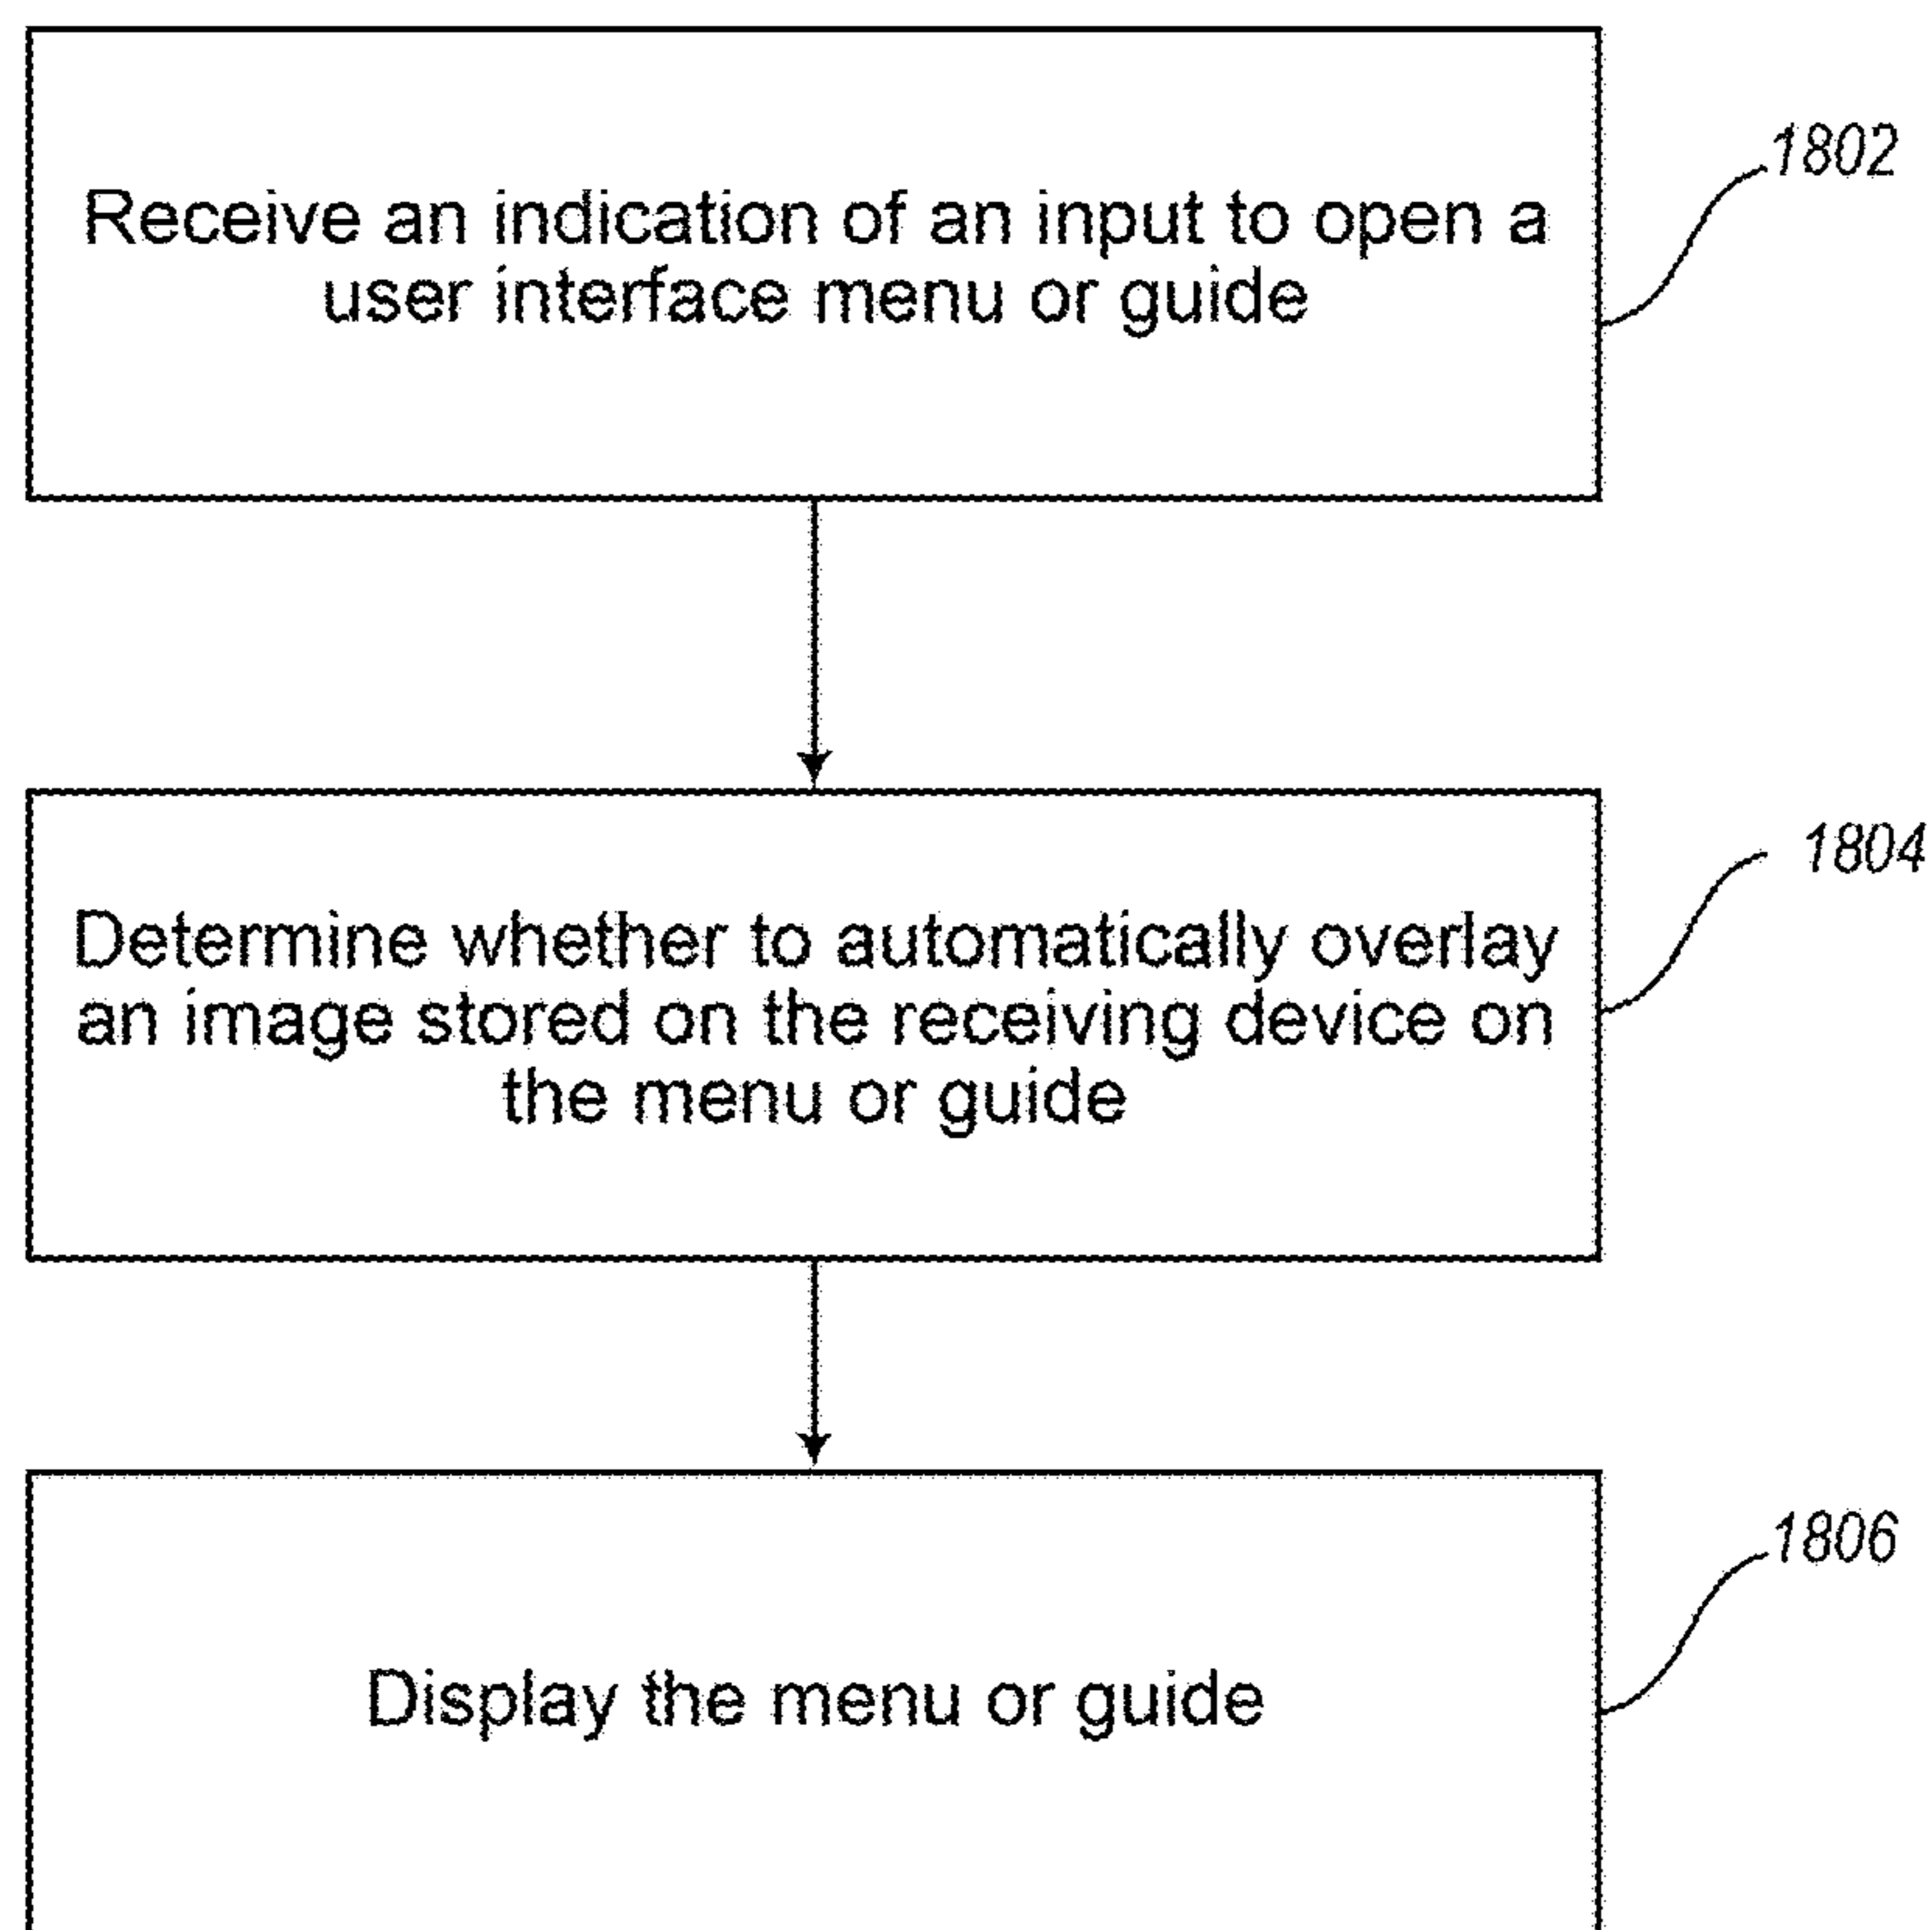 Receive an indication of an input to open a
user interface menu or guide
1802
Determine whether to automatically overlay
an image stored on the receiving device on
the menu or guide
1804
Display the menu or guide
1806